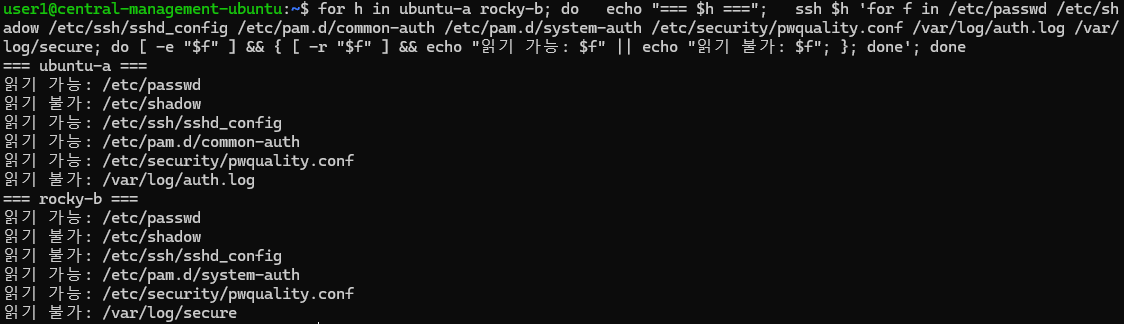 user1@central-management-ubuntu:~$ for h in ubuntu-a rocky-b; do   echo "=== $h ===";   ssh $h 'for f in /etc/passwd /etc/sh
adow /etc/ssh/sshd_config /etc/pam.d/common-auth /etc/pam.d/system-auth /etc/security/pwquality.conf /var/log/auth.log /var/
log/secure; do [ -e "$f" ] && { [ -r "$f" ] && echo "읽기 가능: $f" || echo "읽기 불가: $f"; }; done'; done
=== ubuntu-a ===
읽기 가능: /etc/passwd
읽기 불가: /etc/shadow
읽기 가능: /etc/ssh/sshd_config
읽기 가능: /etc/pam.d/common-auth
읽기 가능: /etc/security/pwquality.conf
읽기 불가: /var/log/auth.log
=== rocky-b ===
읽기 가능: /etc/passwd
읽기 불가: /etc/shadow
읽기 불가: /etc/ssh/sshd_config
읽기 가능: /etc/pam.d/system-auth
읽기 가능: /etc/security/pwquality.conf
읽기 불가: /var/log/secure